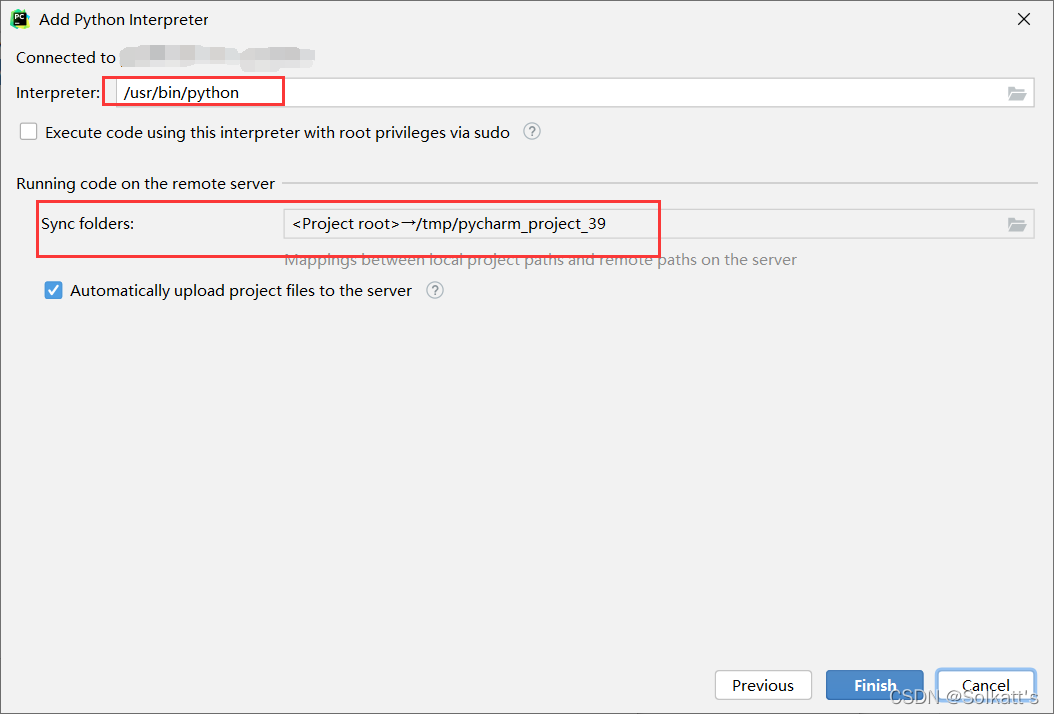 PC
Add Python Interpreter
Connected to
Interpreter: /usr/bin/python
Execute code using this interpreter with root privileges via sudo ?
Running code on the remote server
Sync folders: <Project root>→/tmp/pycharm_project_39
Mappings between local project paths and remote paths on the server
Automatically upload project files to the server ?
Previous Finish Cancel
CSDN @Solkatt's